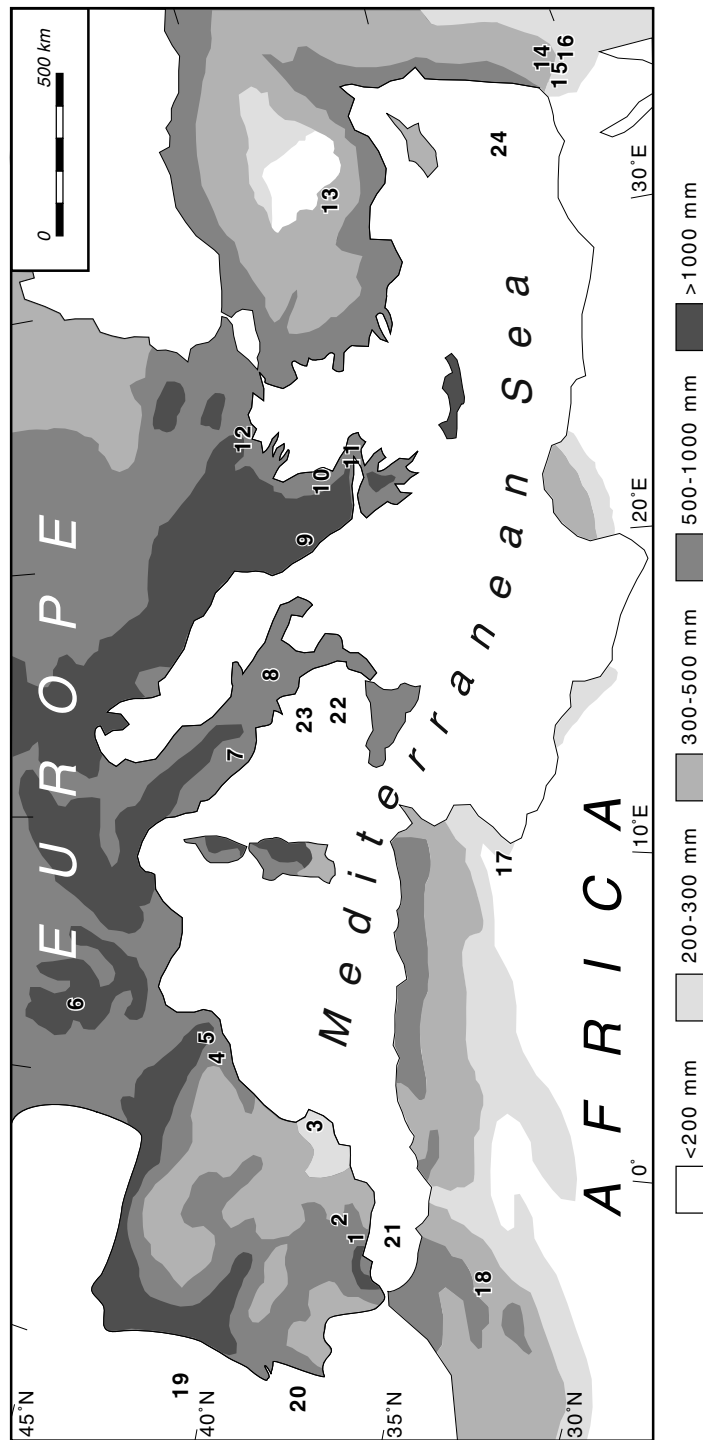 0 500 km
E U R O P E
M e d i t e r r a n e a n S e a
A F R I C A
1
2
3
4
5
6
7
8
9
10
11
12
13
14
15
16
17
18
19
20
21
22
23
24
45°N
40°N
35°N
30°N
0°
10°E
20°E
30°E
<200 mm
200-300 mm
300-500 mm
500-1000 mm
>1000 mm